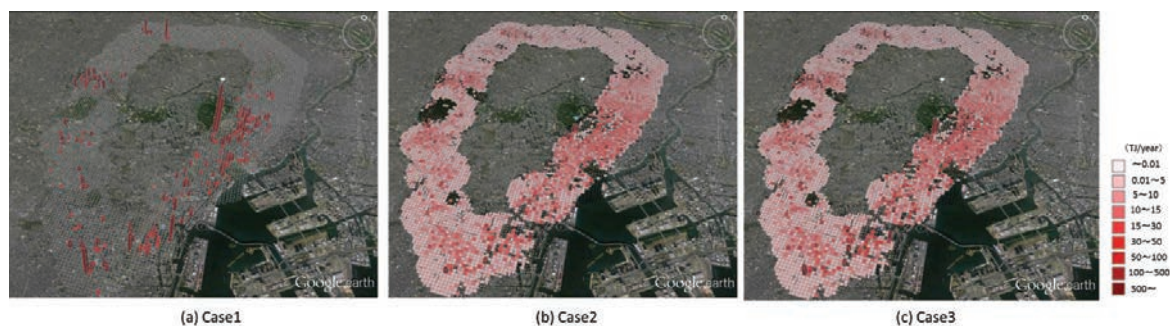 Google earth
Google earth
Google earth
(TJ/year)
～0.01
0.01～5
5～10
10～15
15～30
30～50
50～100
100～500
500～
(a) Case1
(b) Case2
(c) Case3